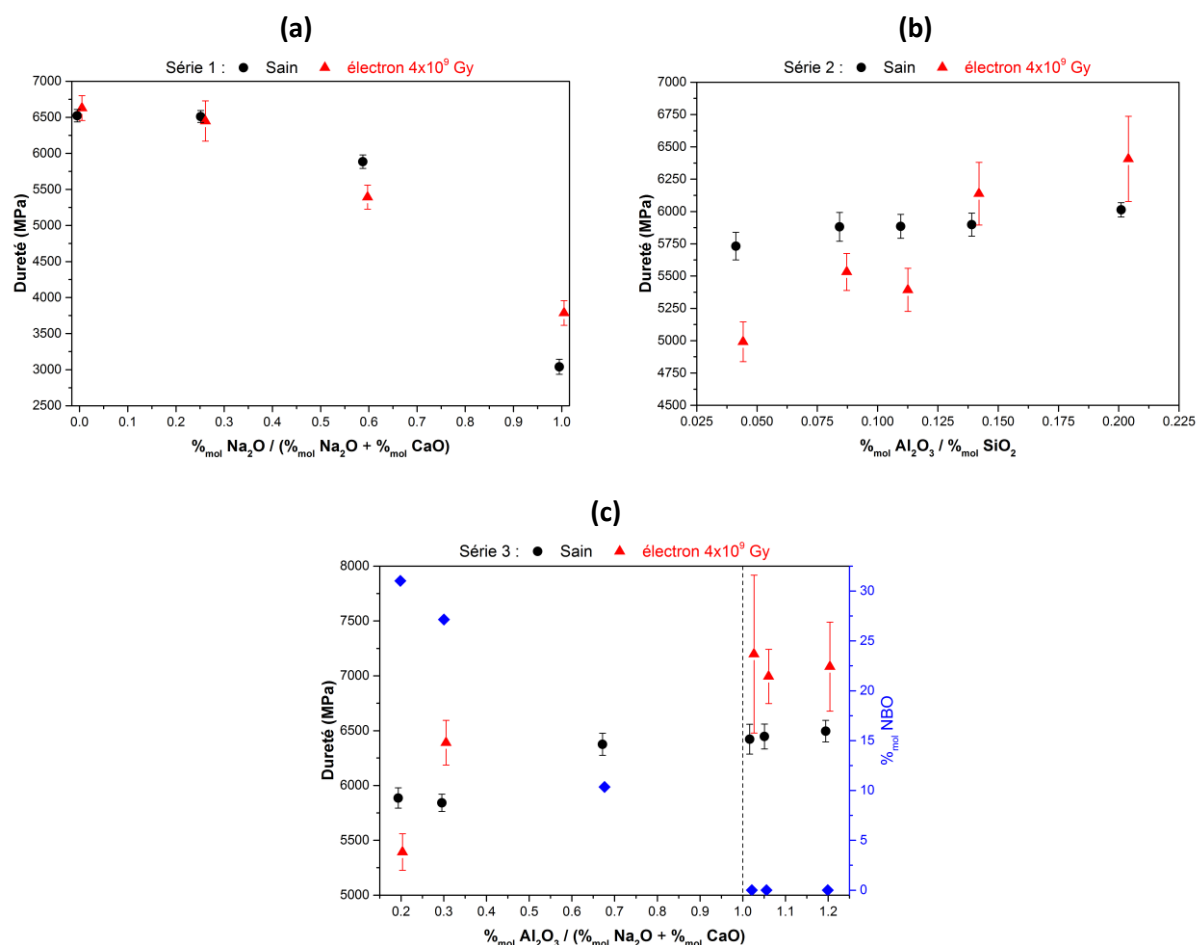 (a)
Série 1 : Sain électron 4x10⁹ Gy
7000
6500
6000
5500
5000
4500
4000
3500
3000
2500
Dureté (MPa)
0.0 0.1 0.2 0.3 0.4 0.5 0.6 0.7 0.8 0.9 1.0
%mol Na₂O / (%mol Na₂O + %mol CaO)
(b)
Série 2 : Sain électron 4x10⁹ Gy
7000
6750
6500
6250
6000
5750
5500
5250
5000
4750
4500
Dureté (MPa)
0.025 0.050 0.075 0.100 0.125 0.150 0.175 0.200 0.225
%mol Al₂O₃ / %mol SiO₂
(c)
Série 3 : Sain électron 4x10⁹ Gy
8000
7500
7000
6500
6000
5500
5000
Dureté (MPa)
30
25
20
15
10
5
0
%mol NBO
0.2 0.3 0.4 0.5 0.6 0.7 0.8 0.9 1.0 1.1 1.2
%mol Al₂O₃ / (%mol Na₂O + %mol CaO)